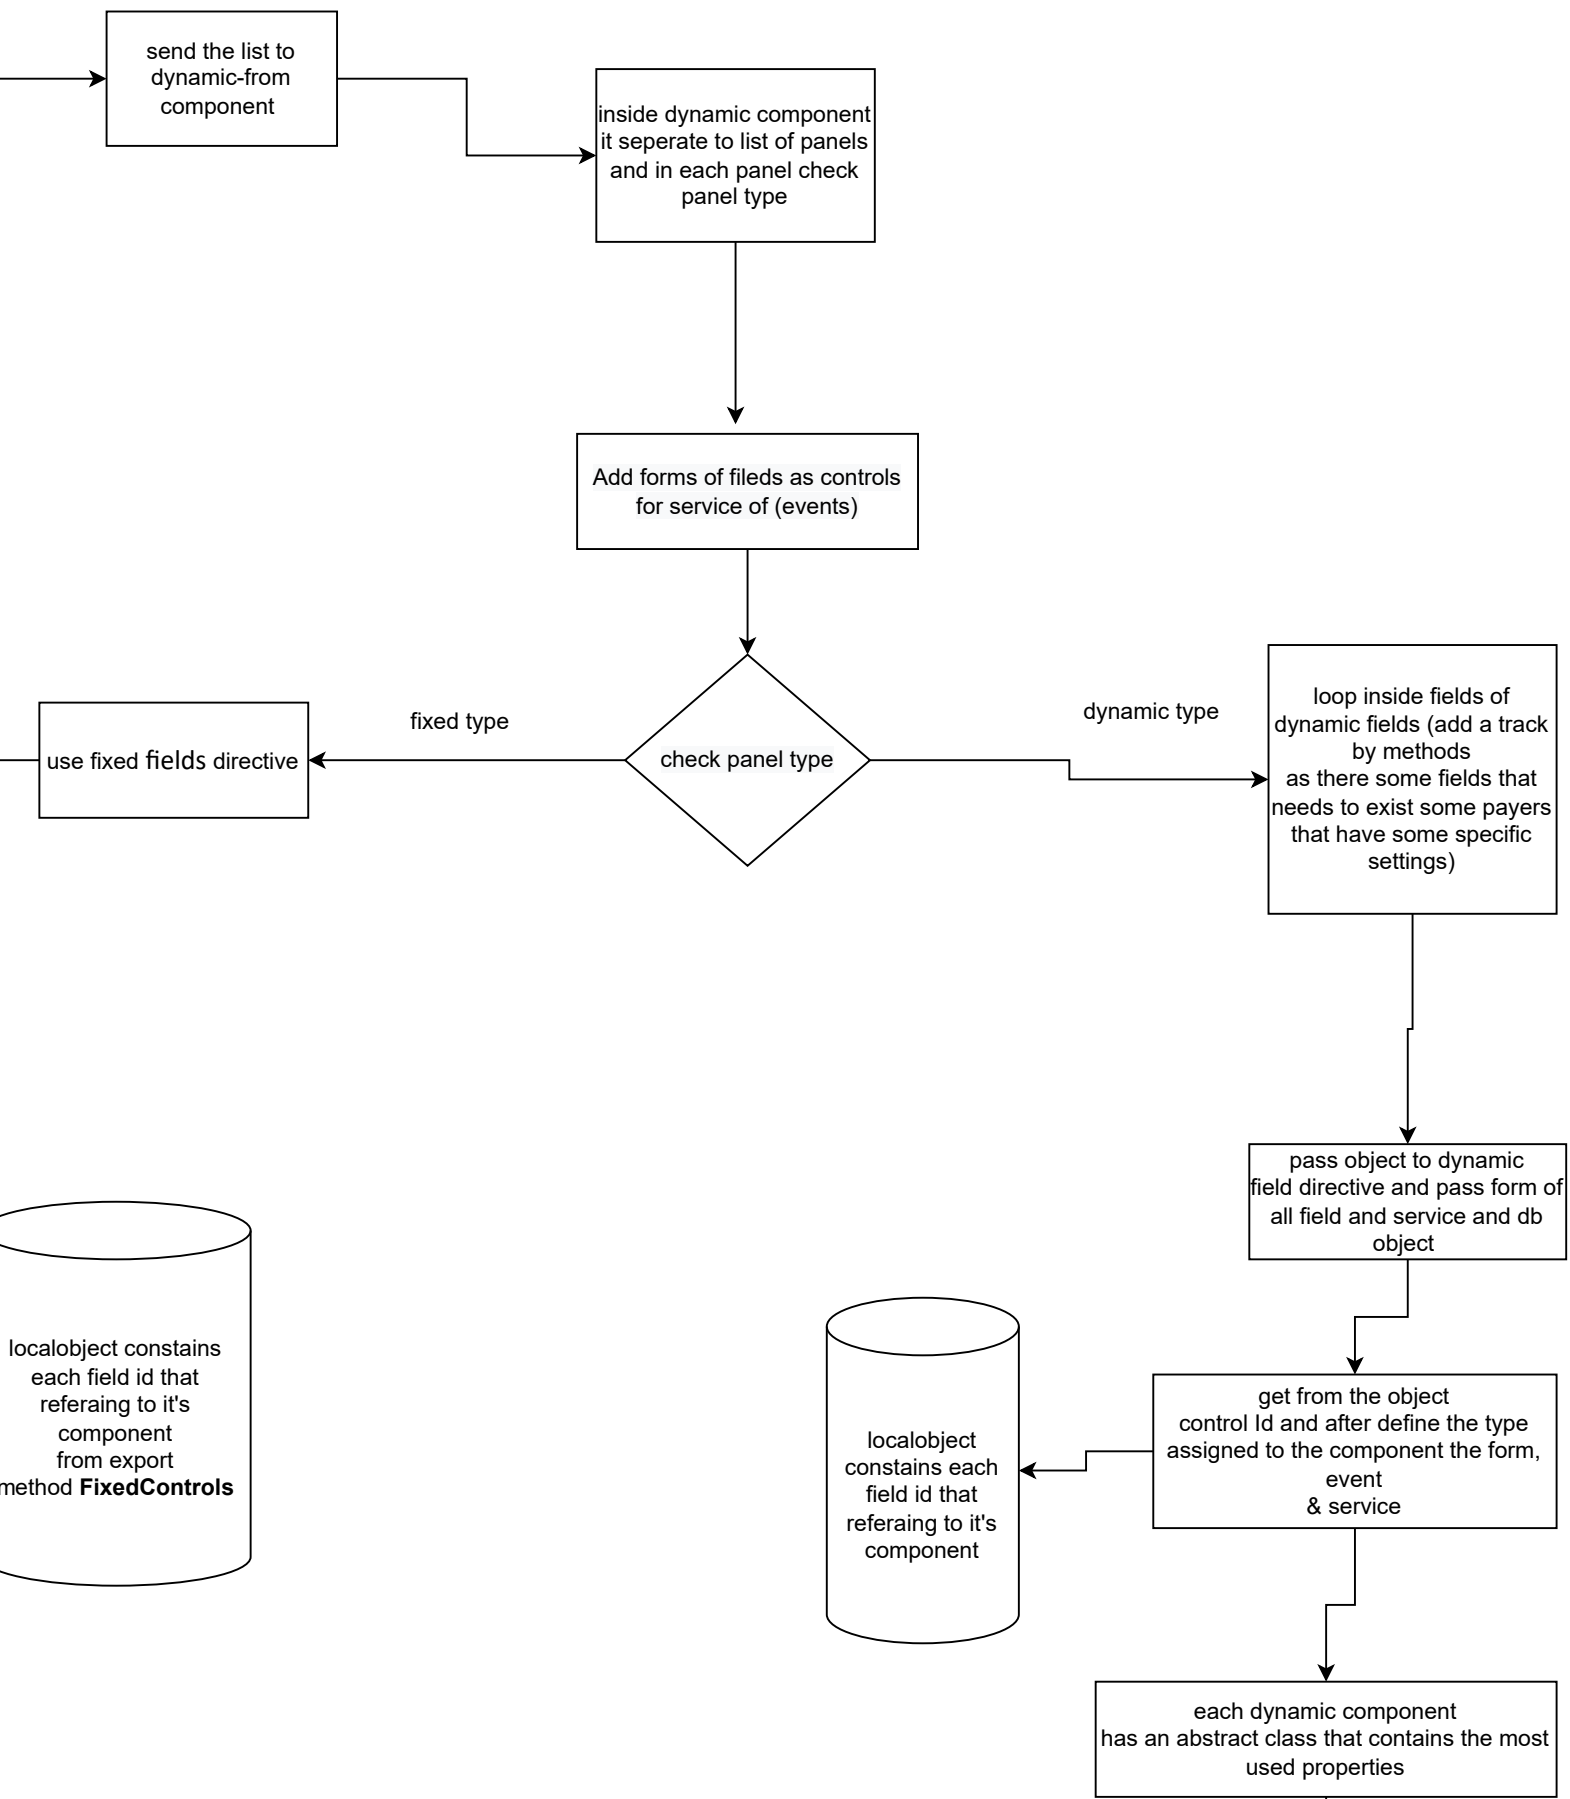 send the list to
dynamic-from
component
inside dynamic component
it seperate to list of panels
and in each panel check
panel type
Add forms of fileds as controls
for service of (events)
fixed type
check panel type
dynamic type
use fixed fields directive
loop inside fields of
dynamic fields (add a track
by methods
as there some fields that
needs to exist some payers
that have some specific
settings)
pass object to dynamic
field directive and pass form of
all field and service and db
object
localobject constains
each field id that
referaing to it's
component
from export
method FixedControls
localobject
constains each
field id that
referaing to it's
component
get from the object
control Id and after define the type
assigned to the component the form,
event
& service
each dynamic component
has an abstract class that contains the most
used properties